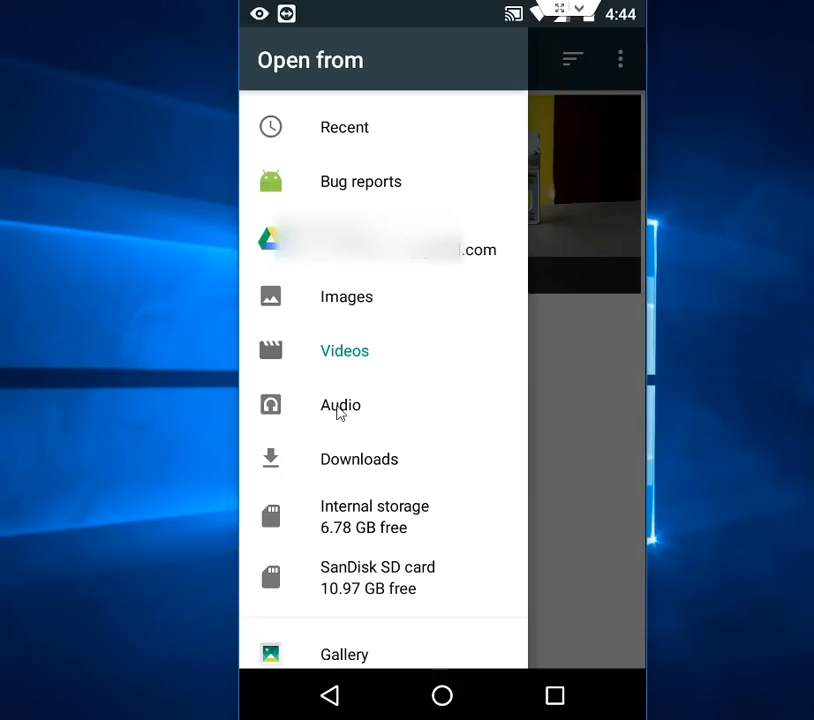 4:44
Open from
Recent
Bug reports
.com
Images
Videos
Audio
Downloads
Internal storage
6.78 GB free
SanDisk SD card
10.97 GB free
Gallery